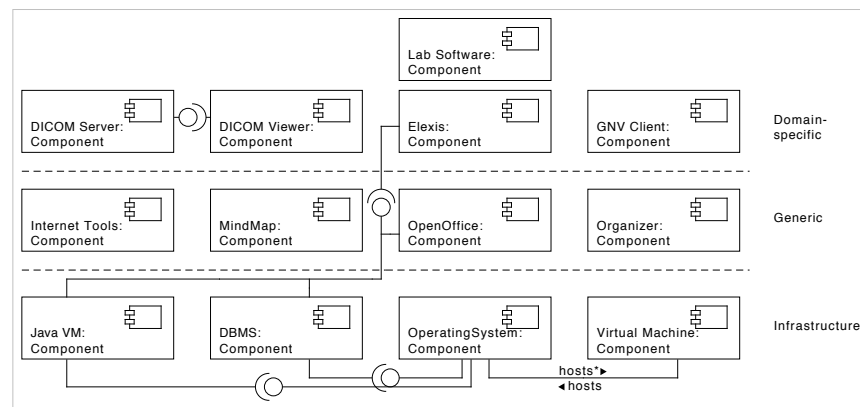 Lab Software:
Component
DICOM Server:
Component
DICOM Viewer:
Component
Elexis:
Component
GNV Client:
Component
Domain-
specific
Internet Tools:
Component
MindMap:
Component
OpenOffice:
Component
Organizer:
Component
Generic
Java VM:
Component
DBMS:
Component
OperatingSystem:
Component
Virtual Machine:
Component
Infrastructure
hosts*▶
◀hosts